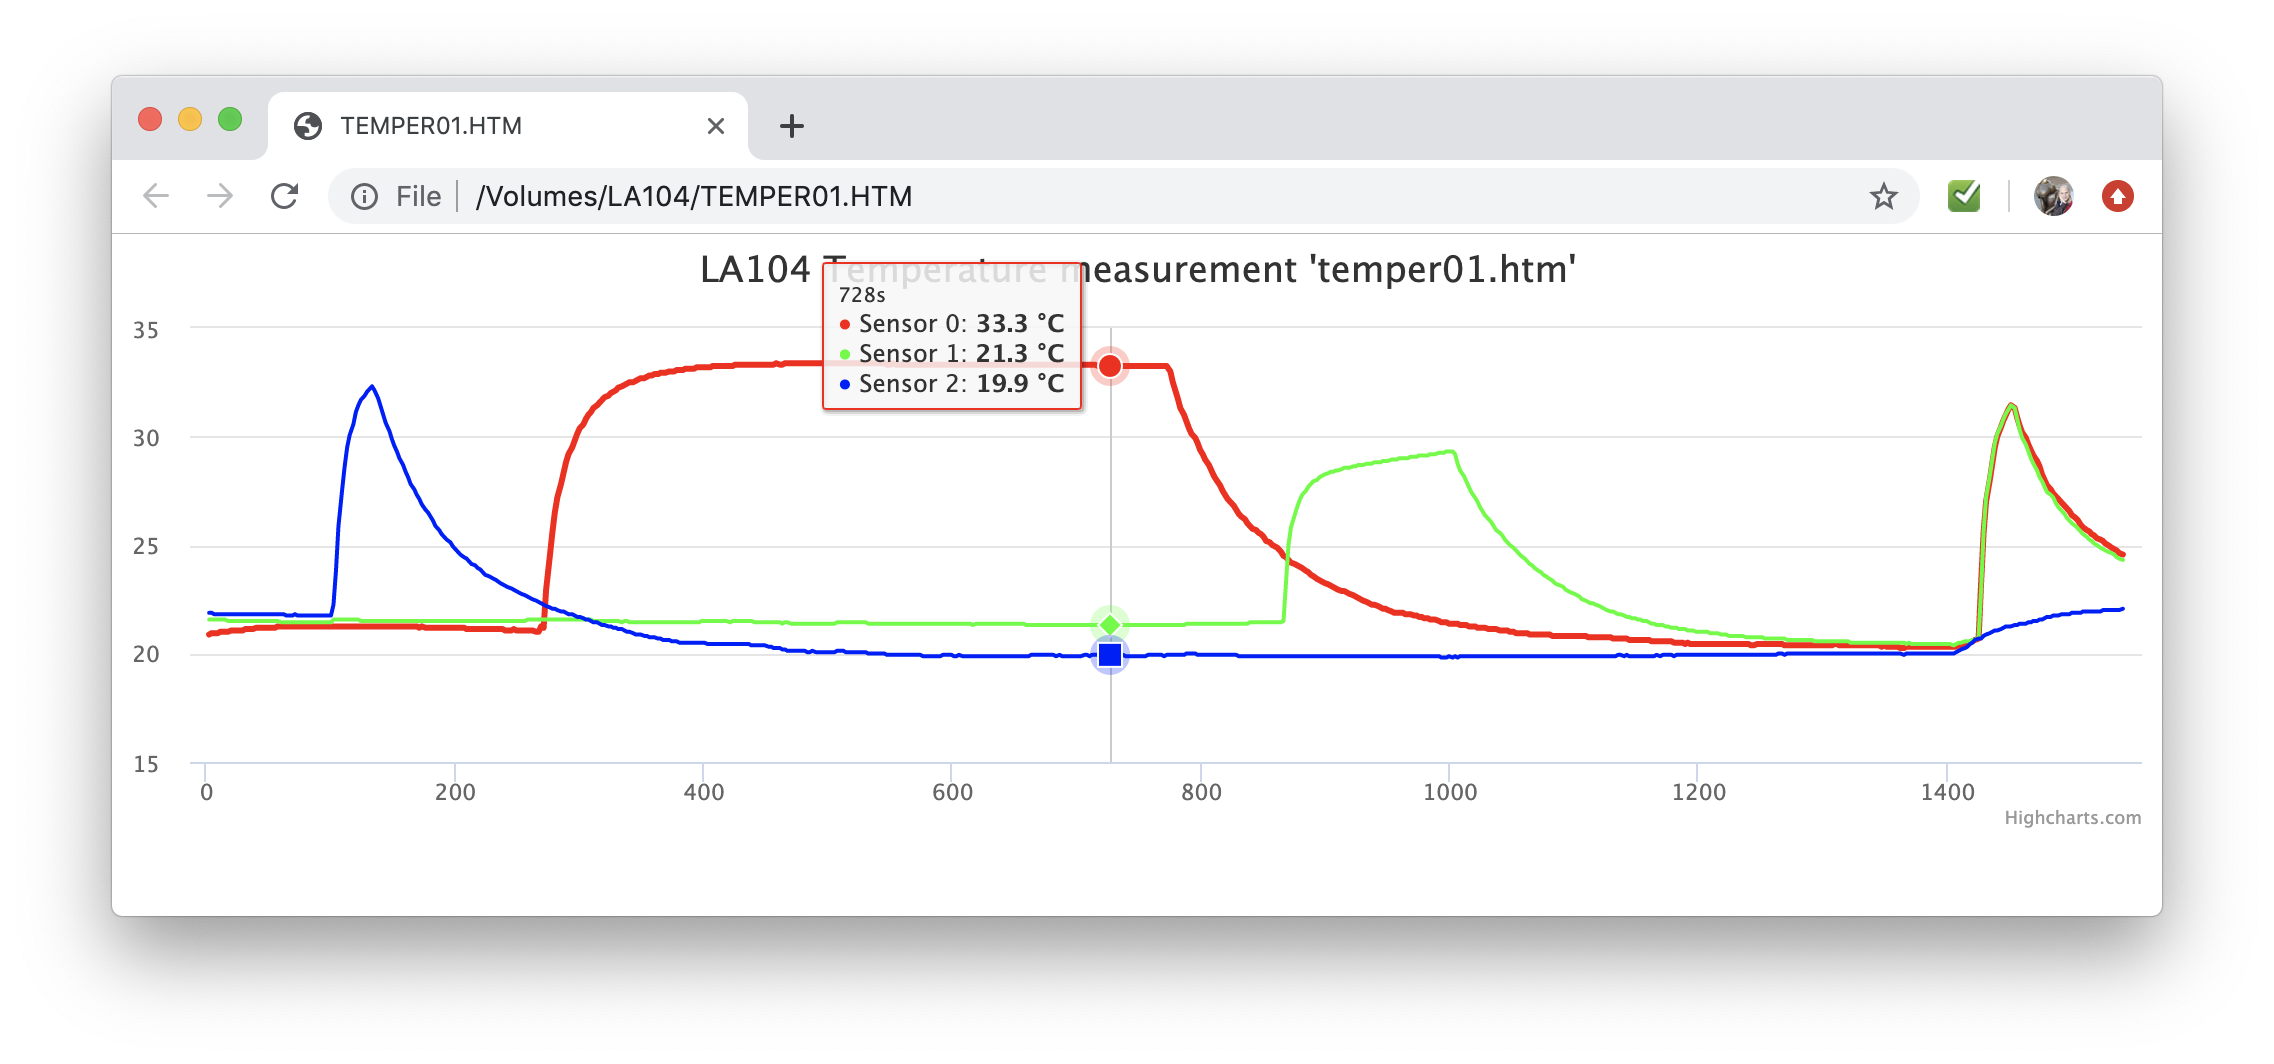 TEMPER01.HTM
File /Volumes/LA104/TEMPER01.HTM
LA104 Temperature measurement 'temper01.htm'
728s
Sensor 0: 33.3 °C
Sensor 1: 21.3 °C
Sensor 2: 19.9 °C
35
30
25
20
15
0 200 400 600 800 1000 1200 1400
Highcharts.com